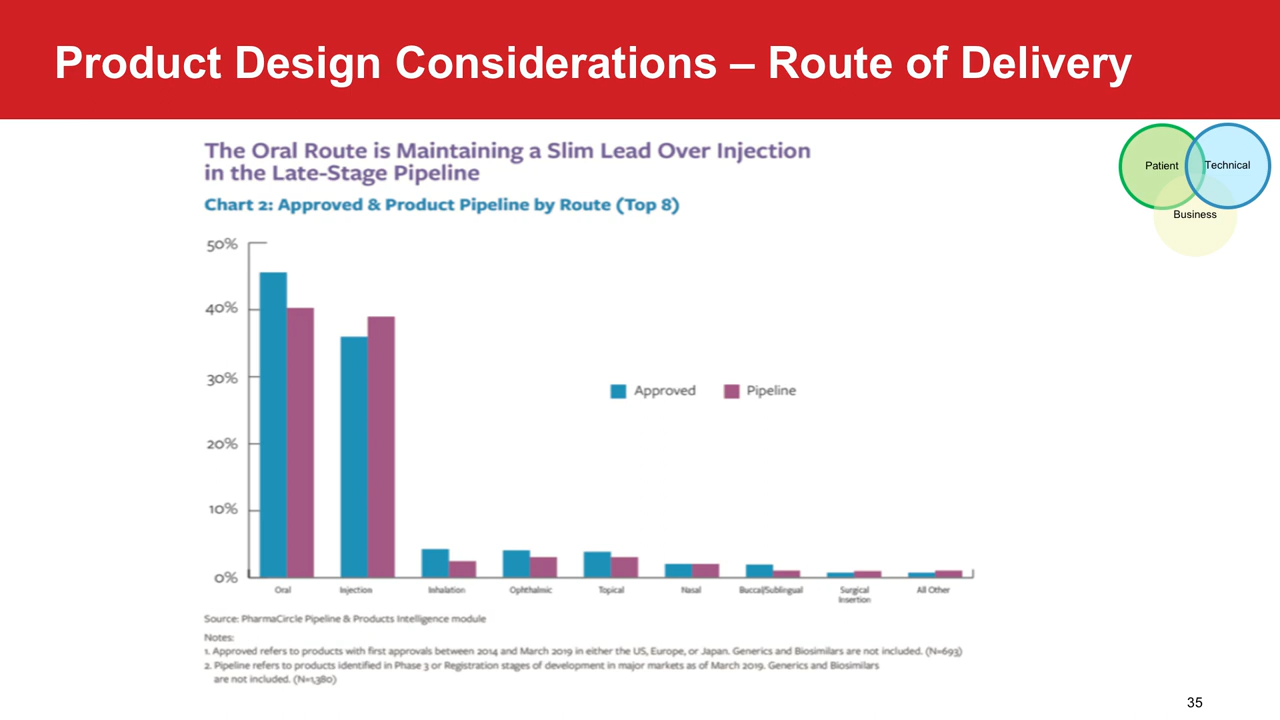 Product Design Considerations – Route of Delivery
The Oral Route is Maintaining a Slim Lead Over Injection
in the Late-Stage Pipeline
Chart 2: Approved & Product Pipeline by Route (Top 8)
Patient
Technical
Business
50%
40%
30%
20%
10%
0%
Approved
Pipeline
Oral
Injection
Inhalation
Ophthalmic
Topical
Nasal
Buccal/Sublingual
Surgical
Insertion
All Other
Source: PharmaCircle Pipeline & Products Intelligence module
Notes:
1. Approved refers to products with first approvals between 2014 and March 2019 in either the US, Europe, or Japan. Generics and Biosimilars are not included. (N=693)
2. Pipeline refers to products identified in Phase 3 or Registration stages of development in major markets as of March 2019. Generics and Biosimilars
are not included. (N=1,380)
35